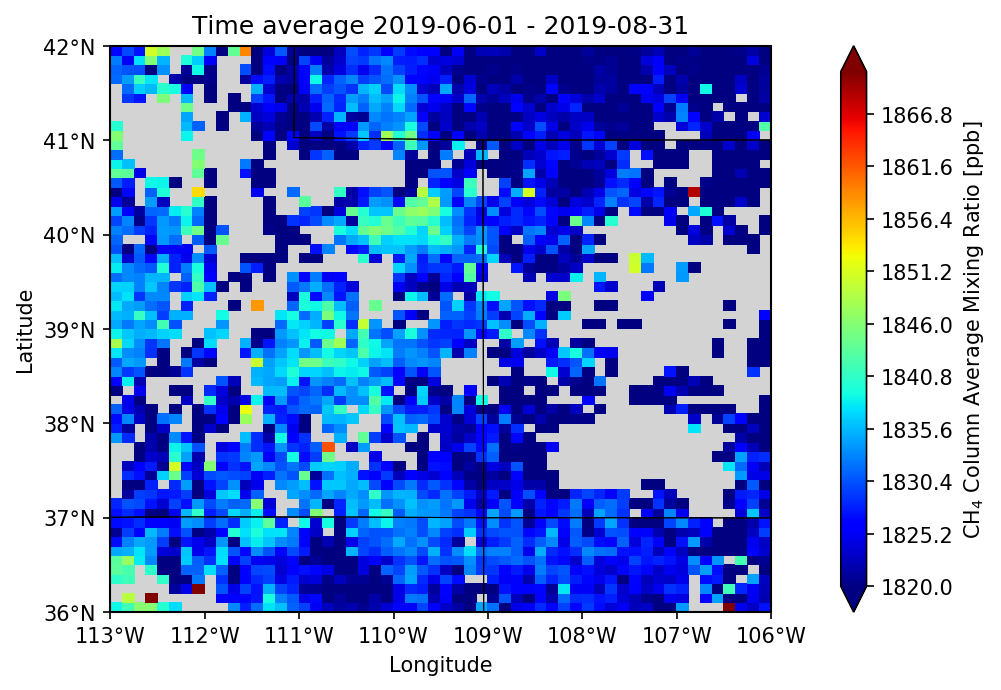 Time average 2019-06-01 - 2019-08-31
42°N
41°N
40°N
39°N
38°N
37°N
36°N
Latitude
113°W 112°W 111°W 110°W 109°W 108°W 107°W 106°W
Longitude
1866.8
1861.6
1856.4
1851.2
1846.0
1840.8
1835.6
1830.4
1825.2
1820.0
CH₄ Column Average Mixing Ratio [ppb]